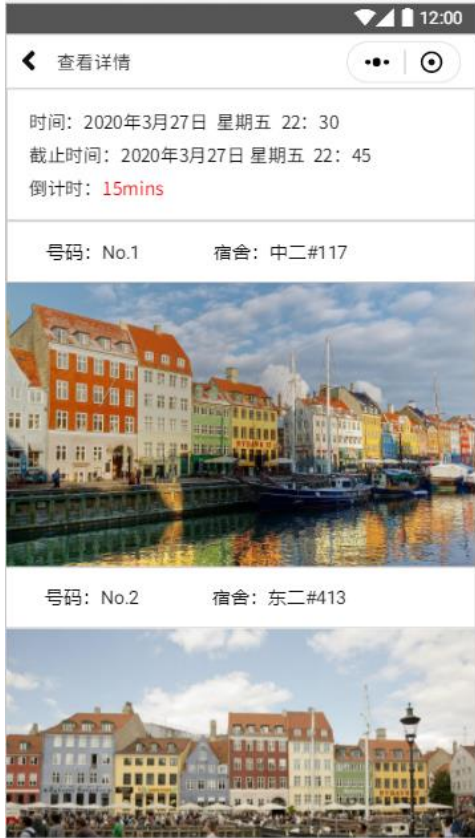 12:00
查看详情
时间：2020年3月27日 星期五 22：30
截止时间：2020年3月27日 星期五 22：45
倒计时：15mins
号码：No.1 宿舍：中二#117
号码：No.2 宿舍：东二#413